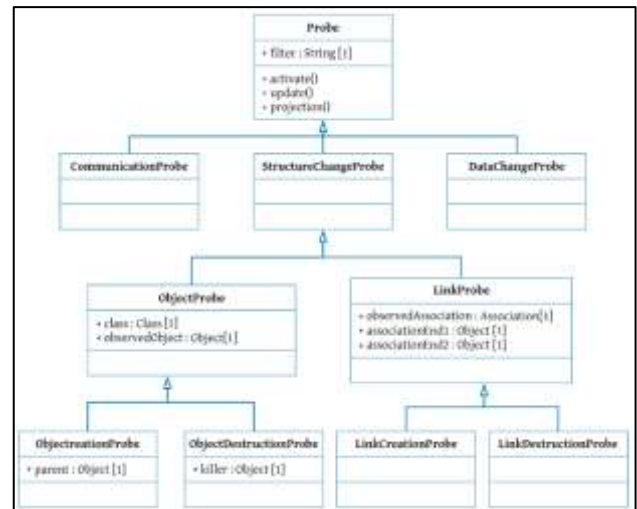 Probe
+ filter : String [1]
+ activate()
+ update()
+ projection()
CommunicationProbe
StructureChangeProbe
DataChangeProbe
ObjectProbe
+ class : Class [1]
+ observedObject : Object[1]
LinkProbe
+ observedAssociation : Association[1]
+ associationEnd1 : Object [1]
+ associationEnd2 : Object [1]
ObjectreationProbe
+ parent : Object [1]
ObjectDestructionProbe
+ killer : Object [1]
LinkCreationProbe
LinkDestructionProbe